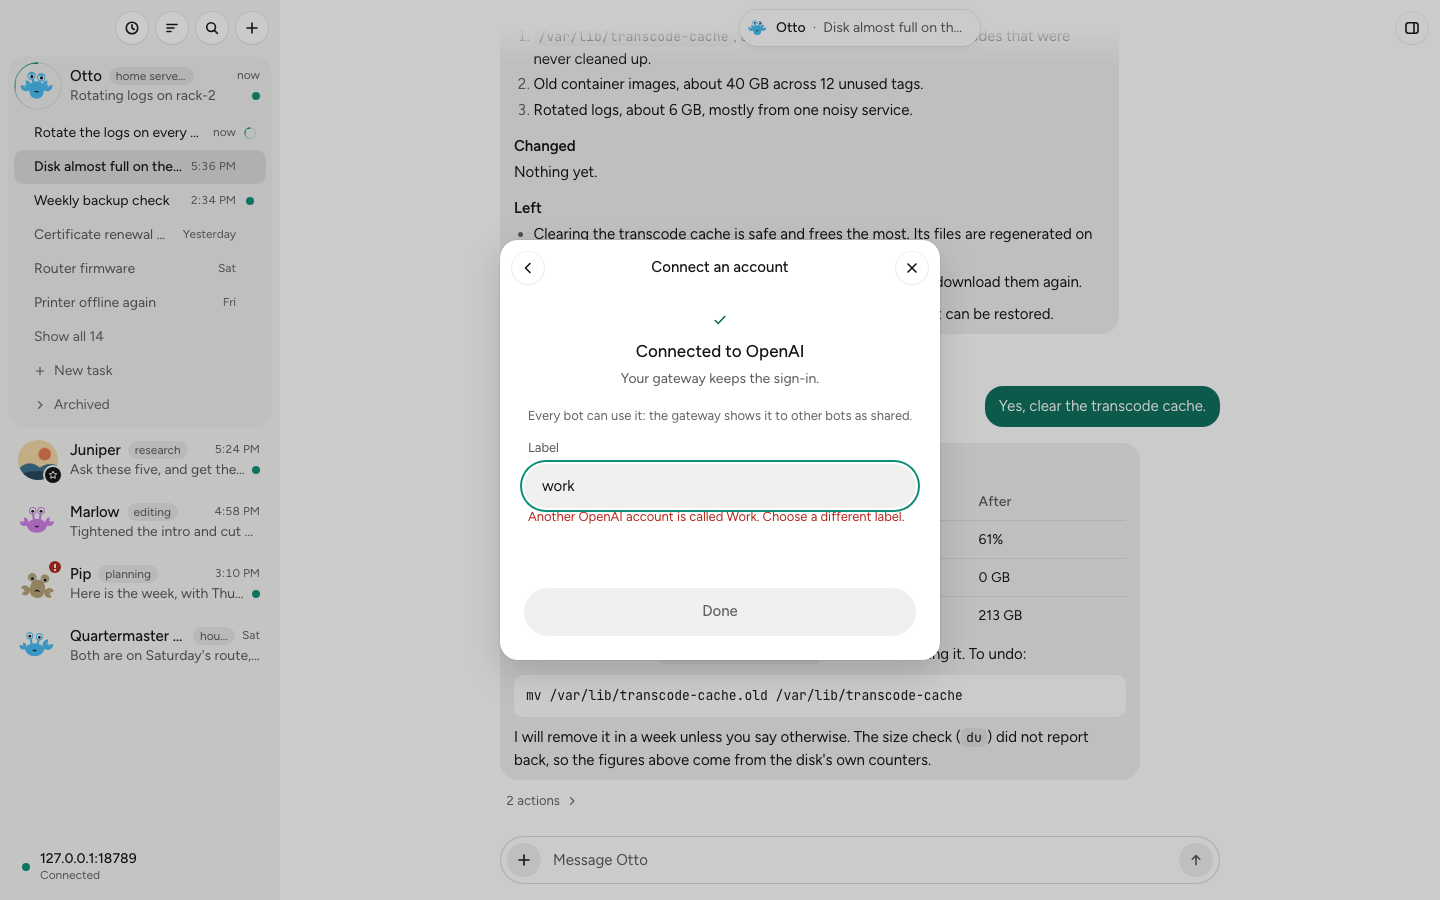 Otto home serve... now
Rotating logs on rack-2
Rotate the logs on every ... now
Disk almost full on the... 5:36 PM
Weekly backup check 2:34 PM
Certificate renewal ... Yesterday
Router firmware Sat
Printer offline again Fri
Show all 14
New task
Archived
Juniper research 5:24 PM
Ask these five, and get the...
Marlow editing 4:58 PM
Tightened the intro and cut ...
Pip planning 3:10 PM
Here is the week, with Thu...
Quartermaster ... hou... Sat
Both are on Saturday's route,...
127.0.0.1:18789
Connected
Otto · Disk almost full on th...
1. /var/lib/transcode-cache, that were
never cleaned up.
2. Old container images, about 40 GB across 12 unused tags.
3. Rotated logs, about 6 GB, mostly from one noisy service.
Changed
Nothing yet.
Left
• Clearing the transcode cache is safe and frees the most. Its files are regenerated on
download them again.
can be restored.
Yes, clear the transcode cache.
Connect an account
Connected to OpenAI
Your gateway keeps the sign-in.
Every bot can use it: the gateway shows it to other bots as shared.
Label
work
Another OpenAI account is called Work. Choose a different label.
Done
After
61%
0 GB
213 GB
it. To undo:
mv /var/lib/transcode-cache.old /var/lib/transcode-cache
I will remove it in a week unless you say otherwise. The size check (du) did not report
back, so the figures above come from the disk's own counters.
2 actions
Message Otto